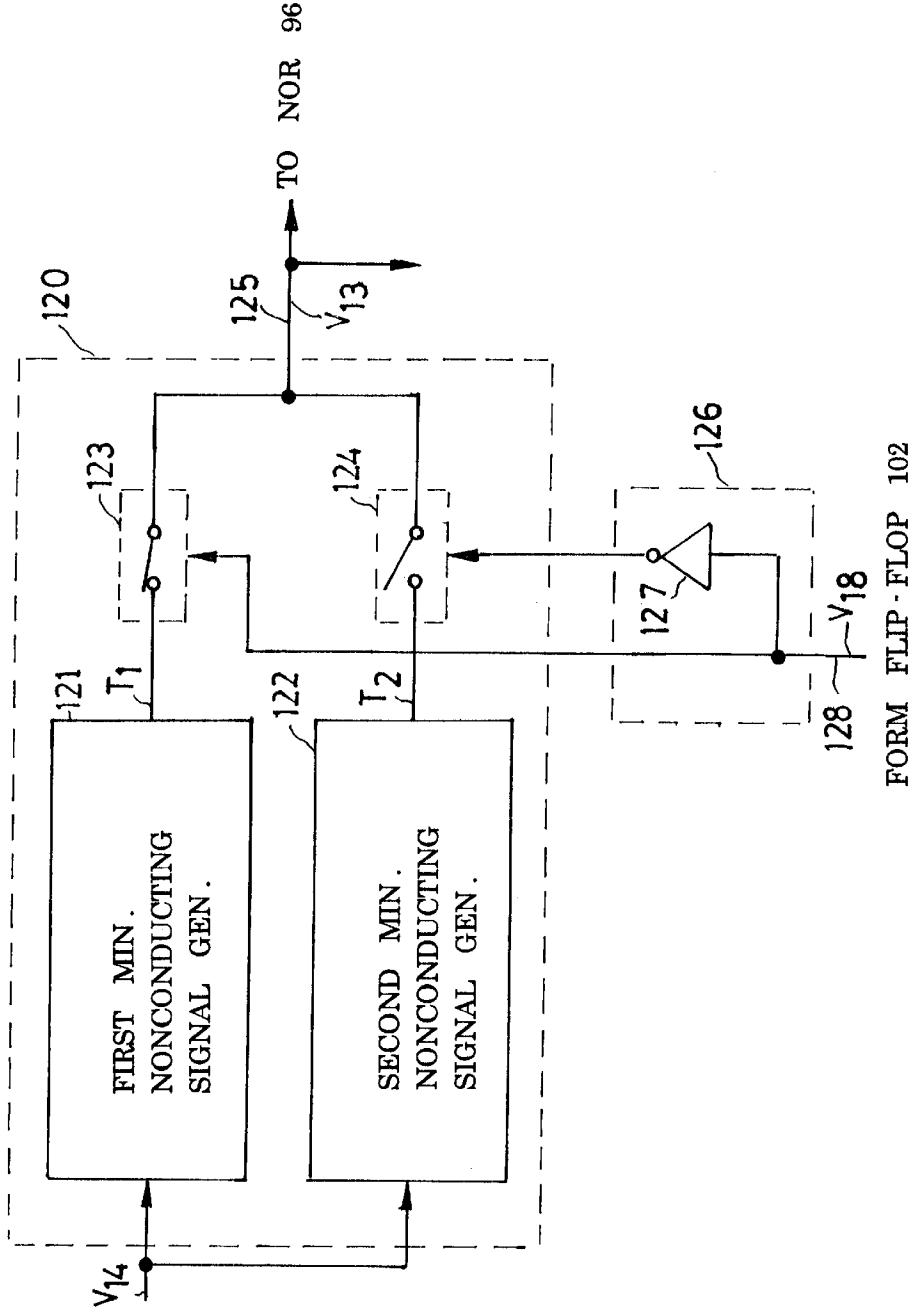 120
V14
121
FIRST MIN.
NONCONDUCTING
SIGNAL GEN.
T1
123
125
V13
TO NOR 96
122
SECOND MIN.
NONCONDUCTING
SIGNAL GEN.
T2
124
126
127
128
V18
FORM FLIP-FLOP 102